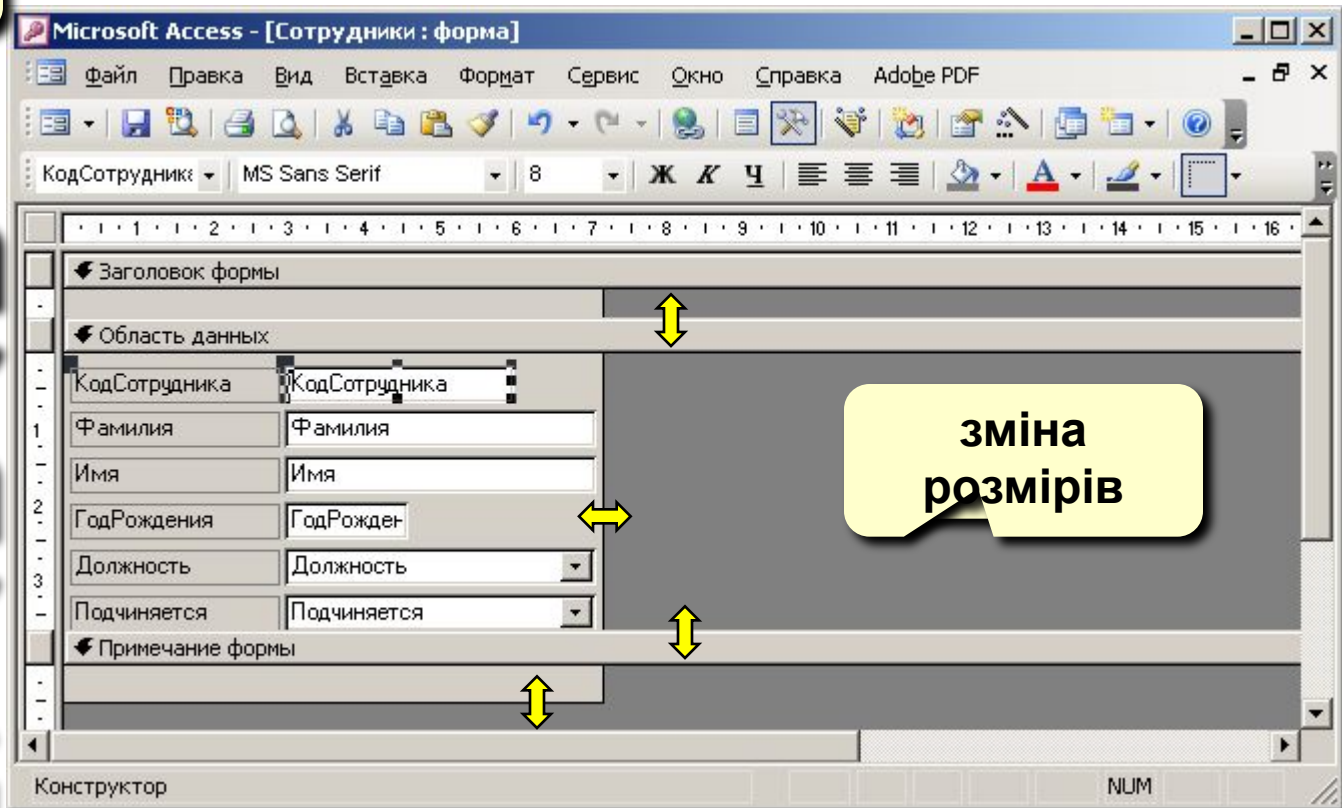 Microsoft Access - [Сотрудники : форма]
Файл Правка Вид Вставка Формат Сервис Окно Справка Adobe PDF
КодСотрудника MS Sans Serif 8 Ж К Ч A
1 2 3 4 5 6 7 8 9 10 11 12 13 14 15 16
Заголовок формы
Область данных
КодСотрудника КодСотрудника
1 Фамилия Фамилия
Имя Имя
2 ГодРождения ГодРожден
Должность Должность
3
Подчиняется Подчиняется
Примечание формы
зміна
розмірів
Конструктор NUM